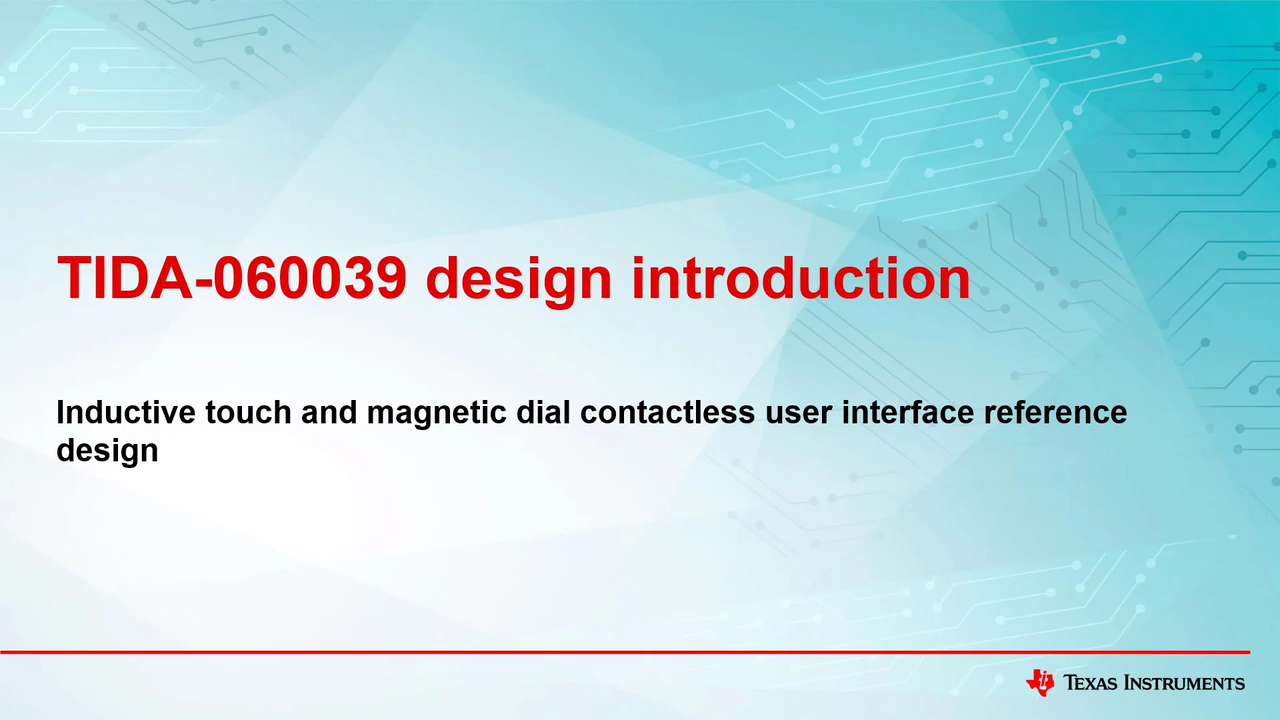 TIDA-060039 design introduction
Inductive touch and magnetic dial contactless user interface reference
design
TEXAS INSTRUMENTS